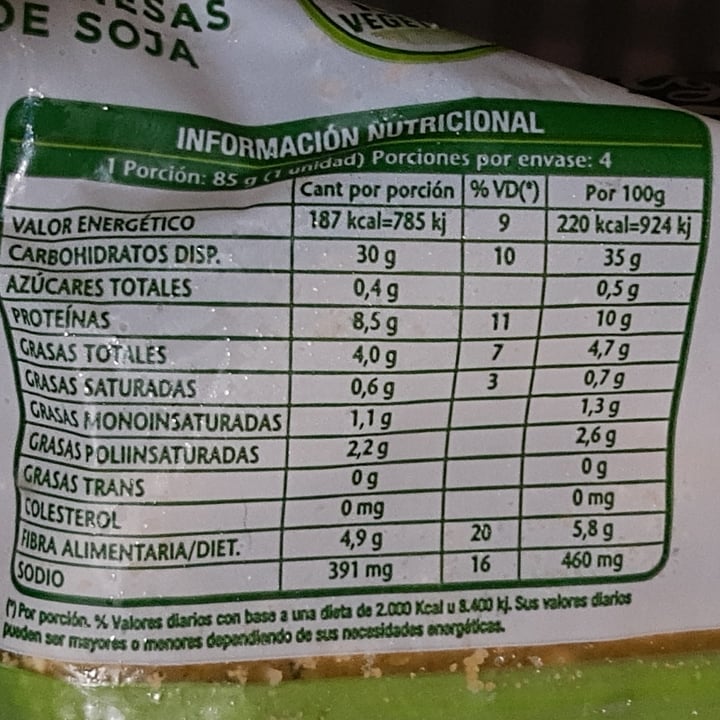 DE SOJA
INFORMACIÓN NUTRICIONAL
1 Porción: 85 g (1 unidad) Porciones por envase: 4
Cant por porción % VD(*) Por 100g
VALOR ENERGÉTICO 187 kcal=785 kj 9 220 kcal=924 kj
CARBOHIDRATOS DISP. 30 g 10 35 g
AZÚCARES TOTALES 0,4 g 0,5 g
PROTEÍNAS 8,5 g 11 10 g
GRASAS TOTALES 4,0 g 7 4,7 g
GRASAS SATURADAS 0,6 g 3 0,7 g
GRASAS MONOINSATURADAS 1,1 g 1,3 g
GRASAS POLIINSATURADAS 2,2 g 2,6 g
GRASAS TRANS 0 g 0 g
COLESTEROL 0 mg 0 mg
FIBRA ALIMENTARIA/DIET. 4,9 g 20 5,8 g
SODIO 391 mg 16 460 mg
(*) Por porción. % Valores diarios con base a una dieta de 2.000 Kcal u 8.400 kj. Sus valores diarios
pueden ser mayores o menores dependiendo de sus necesidades energéticas.